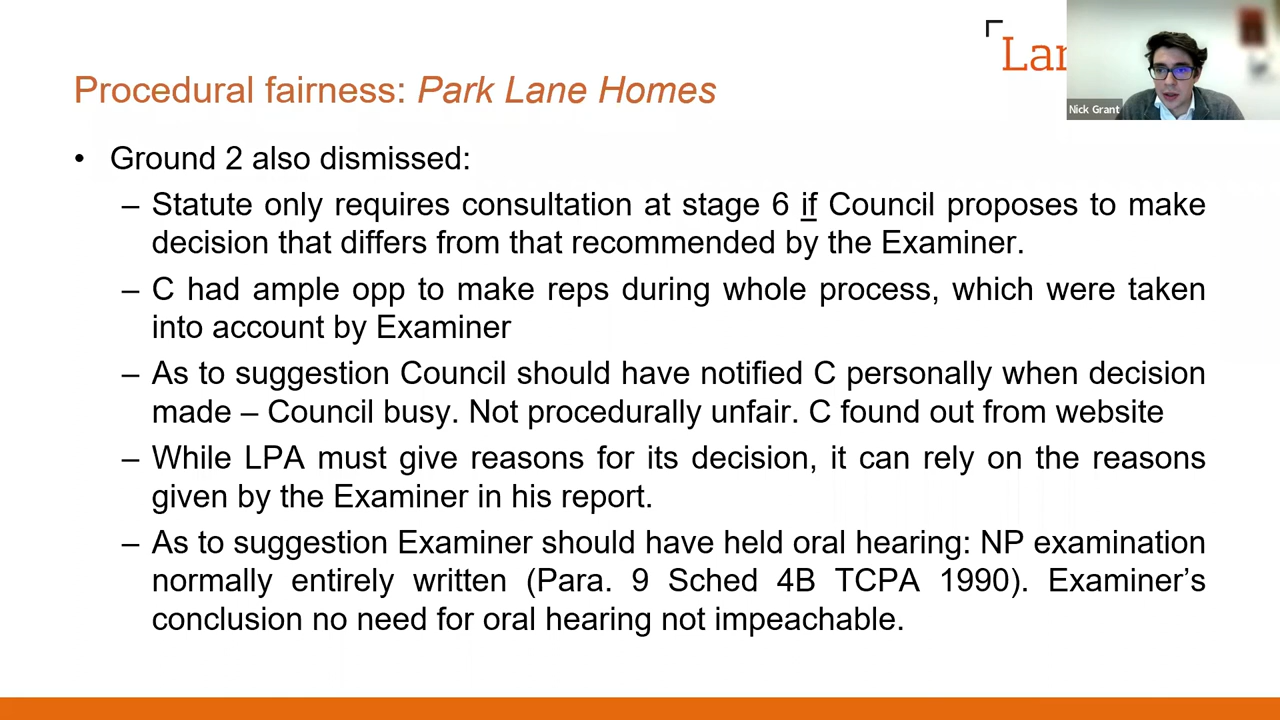 Lan
Procedural fairness: Park Lane Homes
Nick Grant
• Ground 2 also dismissed:
– Statute only requires consultation at stage 6 if Council proposes to make
decision that differs from that recommended by the Examiner.
– C had ample opp to make reps during whole process, which were taken
into account by Examiner
– As to suggestion Council should have notified C personally when decision
made – Council busy. Not procedurally unfair. C found out from website
– While LPA must give reasons for its decision, it can rely on the reasons
given by the Examiner in his report.
– As to suggestion Examiner should have held oral hearing: NP examination
normally entirely written (Para. 9 Sched 4B TCPA 1990). Examiner’s
conclusion no need for oral hearing not impeachable.